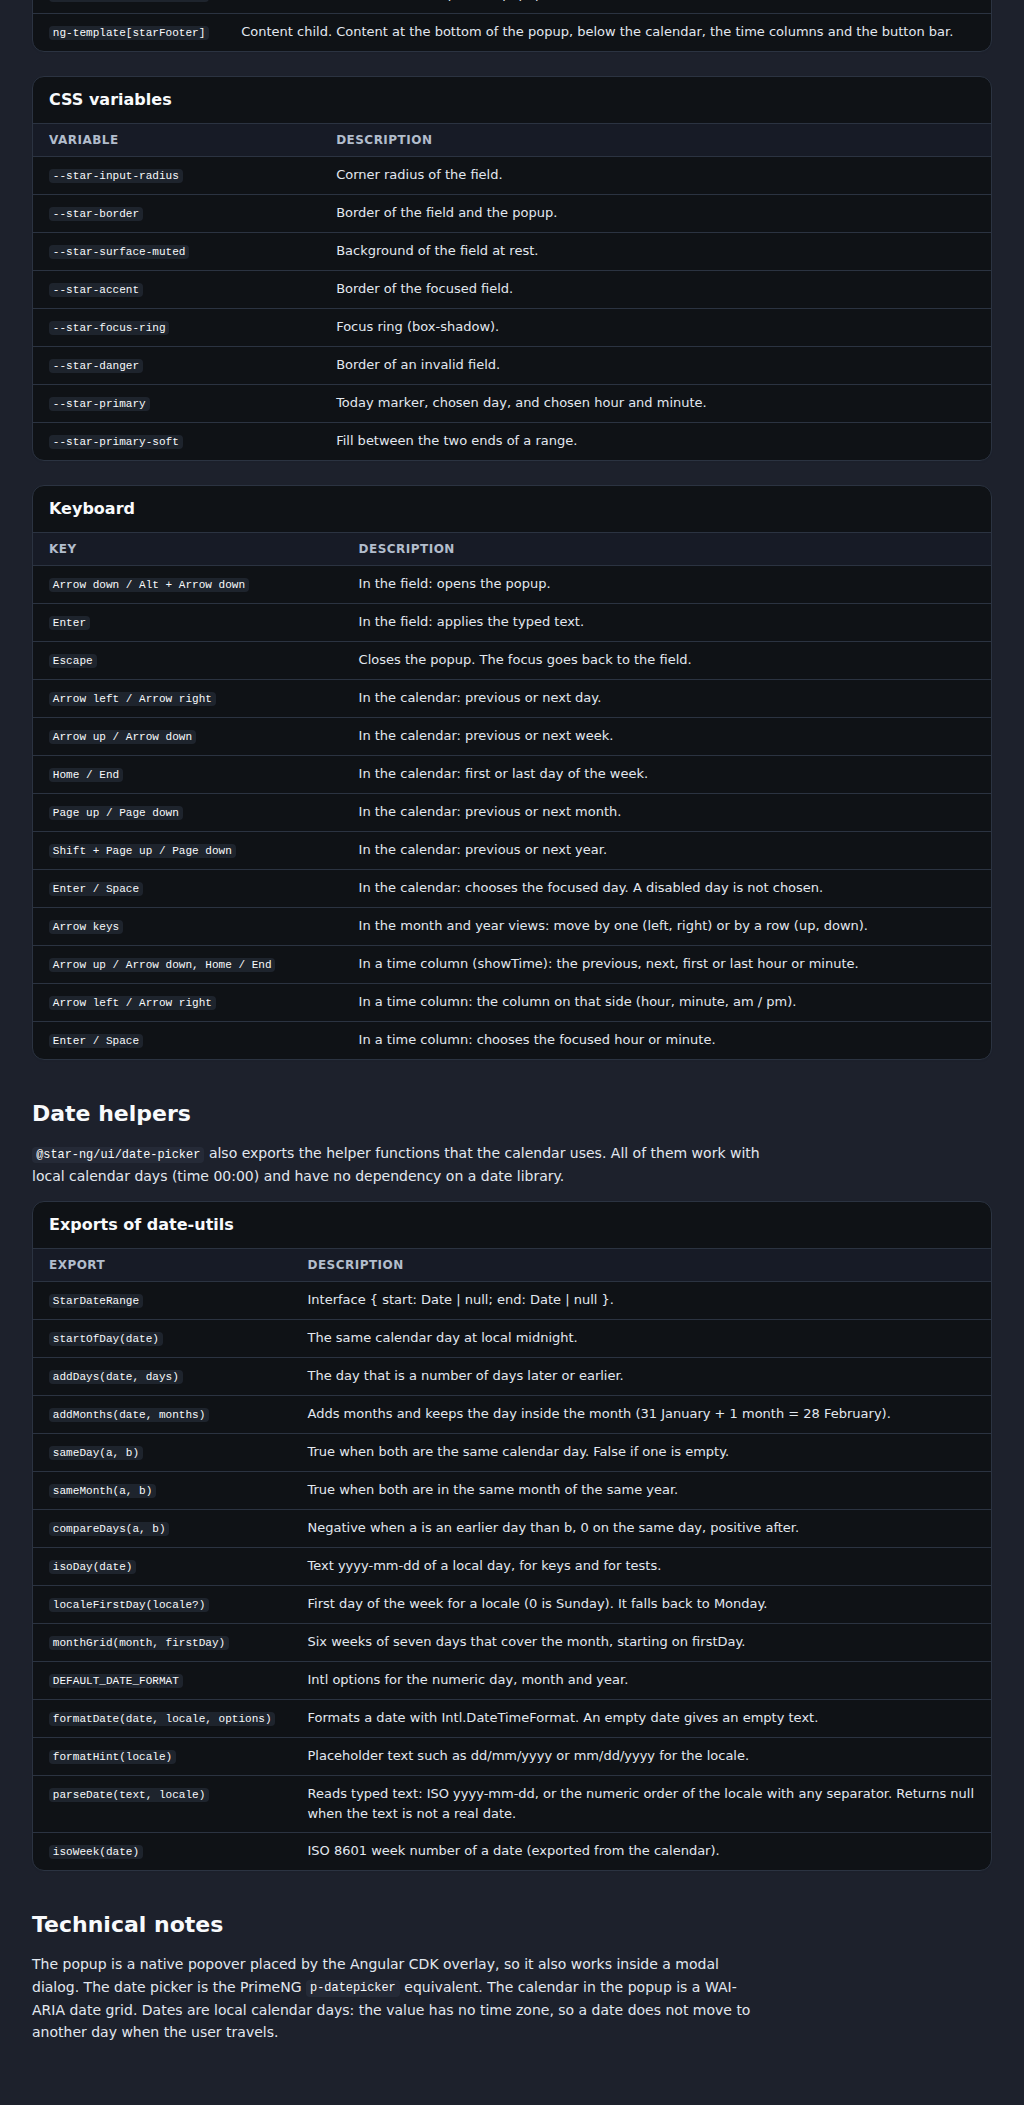 ng-template[starFooter] Content child. Content at the bottom of the popup, below the calendar, the time columns and the button bar.
CSS variables
VARIABLE DESCRIPTION
--star-input-radius Corner radius of the field.
--star-border Border of the field and the popup.
--star-surface-muted Background of the field at rest.
--star-accent Border of the focused field.
--star-focus-ring Focus ring (box-shadow).
--star-danger Border of an invalid field.
--star-primary Today marker, chosen day, and chosen hour and minute.
--star-primary-soft Fill between the two ends of a range.
Keyboard
KEY DESCRIPTION
Arrow down / Alt + Arrow down In the field: opens the popup.
Enter In the field: applies the typed text.
Escape Closes the popup. The focus goes back to the field.
Arrow left / Arrow right In the calendar: previous or next day.
Arrow up / Arrow down In the calendar: previous or next week.
Home / End In the calendar: first or last day of the week.
Page up / Page down In the calendar: previous or next month.
Shift + Page up / Page down In the calendar: previous or next year.
Enter / Space In the calendar: chooses the focused day. A disabled day is not chosen.
Arrow keys In the month and year views: move by one (left, right) or by a row (up, down).
Arrow up / Arrow down, Home / End In a time column (showTime): the previous, next, first or last hour or minute.
Arrow left / Arrow right In a time column: the column on that side (hour, minute, am / pm).
Enter / Space In a time column: chooses the focused hour or minute.
Date helpers
@star-ng/ui/date-picker also exports the helper functions that the calendar uses. All of them work with
local calendar days (time 00:00) and have no dependency on a date library.
Exports of date-utils
EXPORT DESCRIPTION
StarDateRange Interface { start: Date | null; end: Date | null }.
startOfDay(date) The same calendar day at local midnight.
addDays(date, days) The day that is a number of days later or earlier.
addMonths(date, months) Adds months and keeps the day inside the month (31 January + 1 month = 28 February).
sameDay(a, b) True when both are the same calendar day. False if one is empty.
sameMonth(a, b) True when both are in the same month of the same year.
compareDays(a, b) Negative when a is an earlier day than b, 0 on the same day, positive after.
isoDay(date) Text yyyy-mm-dd of a local day, for keys and for tests.
localeFirstDay(locale?) First day of the week for a locale (0 is Sunday). It falls back to Monday.
monthGrid(month, firstDay) Six weeks of seven days that cover the month, starting on firstDay.
DEFAULT_DATE_FORMAT Intl options for the numeric day, month and year.
formatDate(date, locale, options) Formats a date with Intl.DateTimeFormat. An empty date gives an empty text.
formatHint(locale) Placeholder text such as dd/mm/yyyy or mm/dd/yyyy for the locale.
parseDate(text, locale) Reads typed text: ISO yyyy-mm-dd, or the numeric order of the locale with any separator. Returns null
when the text is not a real date.
isoWeek(date) ISO 8601 week number of a date (exported from the calendar).
Technical notes
The popup is a native popover placed by the Angular CDK overlay, so it also works inside a modal
dialog. The date picker is the PrimeNG p-datepicker equivalent. The calendar in the popup is a WAI-
ARIA date grid. Dates are local calendar days: the value has no time zone, so a date does not move to
another day when the user travels.